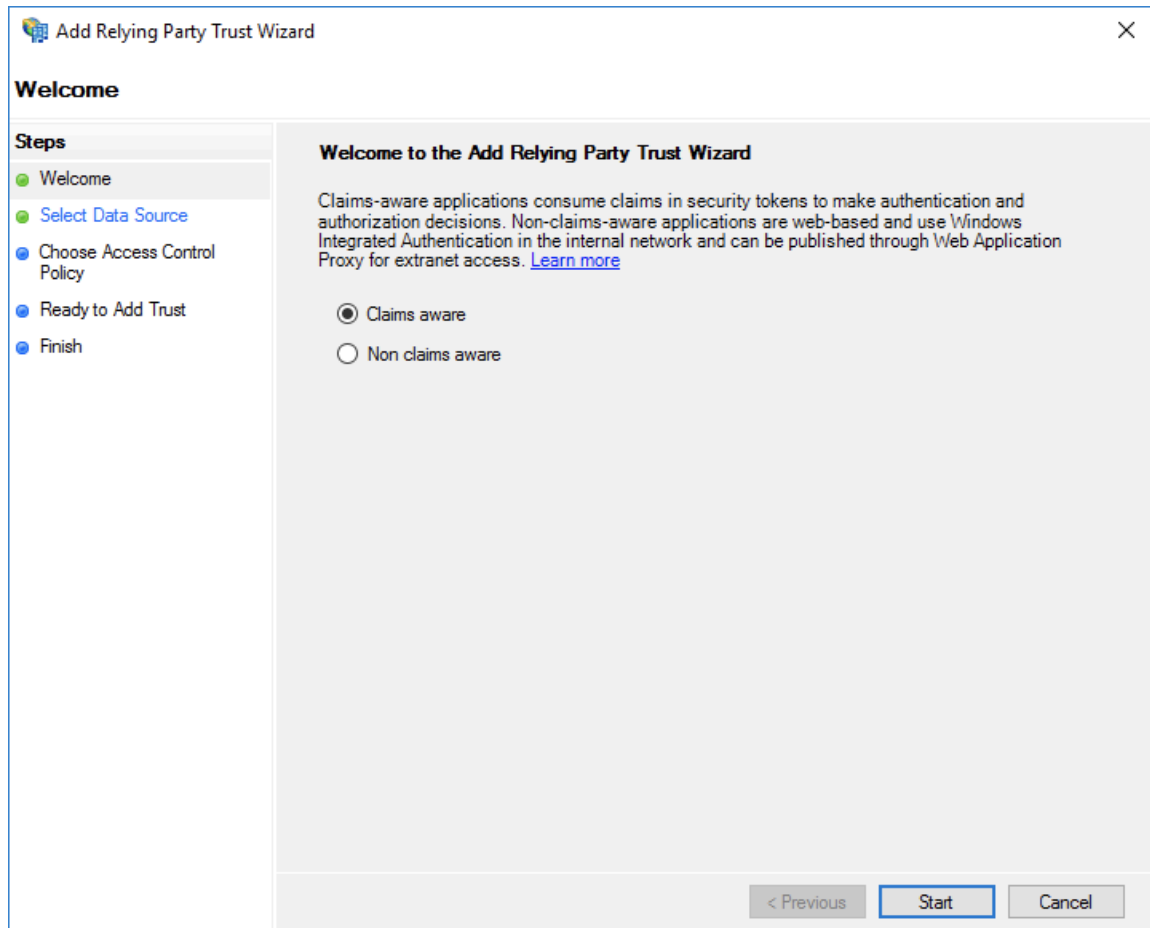 Add Relying Party Trust Wizard
Welcome
Steps
Welcome
Select Data Source
Choose Access Control
Policy
Ready to Add Trust
Finish
Welcome to the Add Relying Party Trust Wizard
Claims-aware applications consume claims in security tokens to make authentication and
authorization decisions. Non-claims-aware applications are web-based and use Windows
Integrated Authentication in the internal network and can be published through Web Application
Proxy for extranet access. Learn more
Claims aware
Non claims aware
< Previous
Start
Cancel